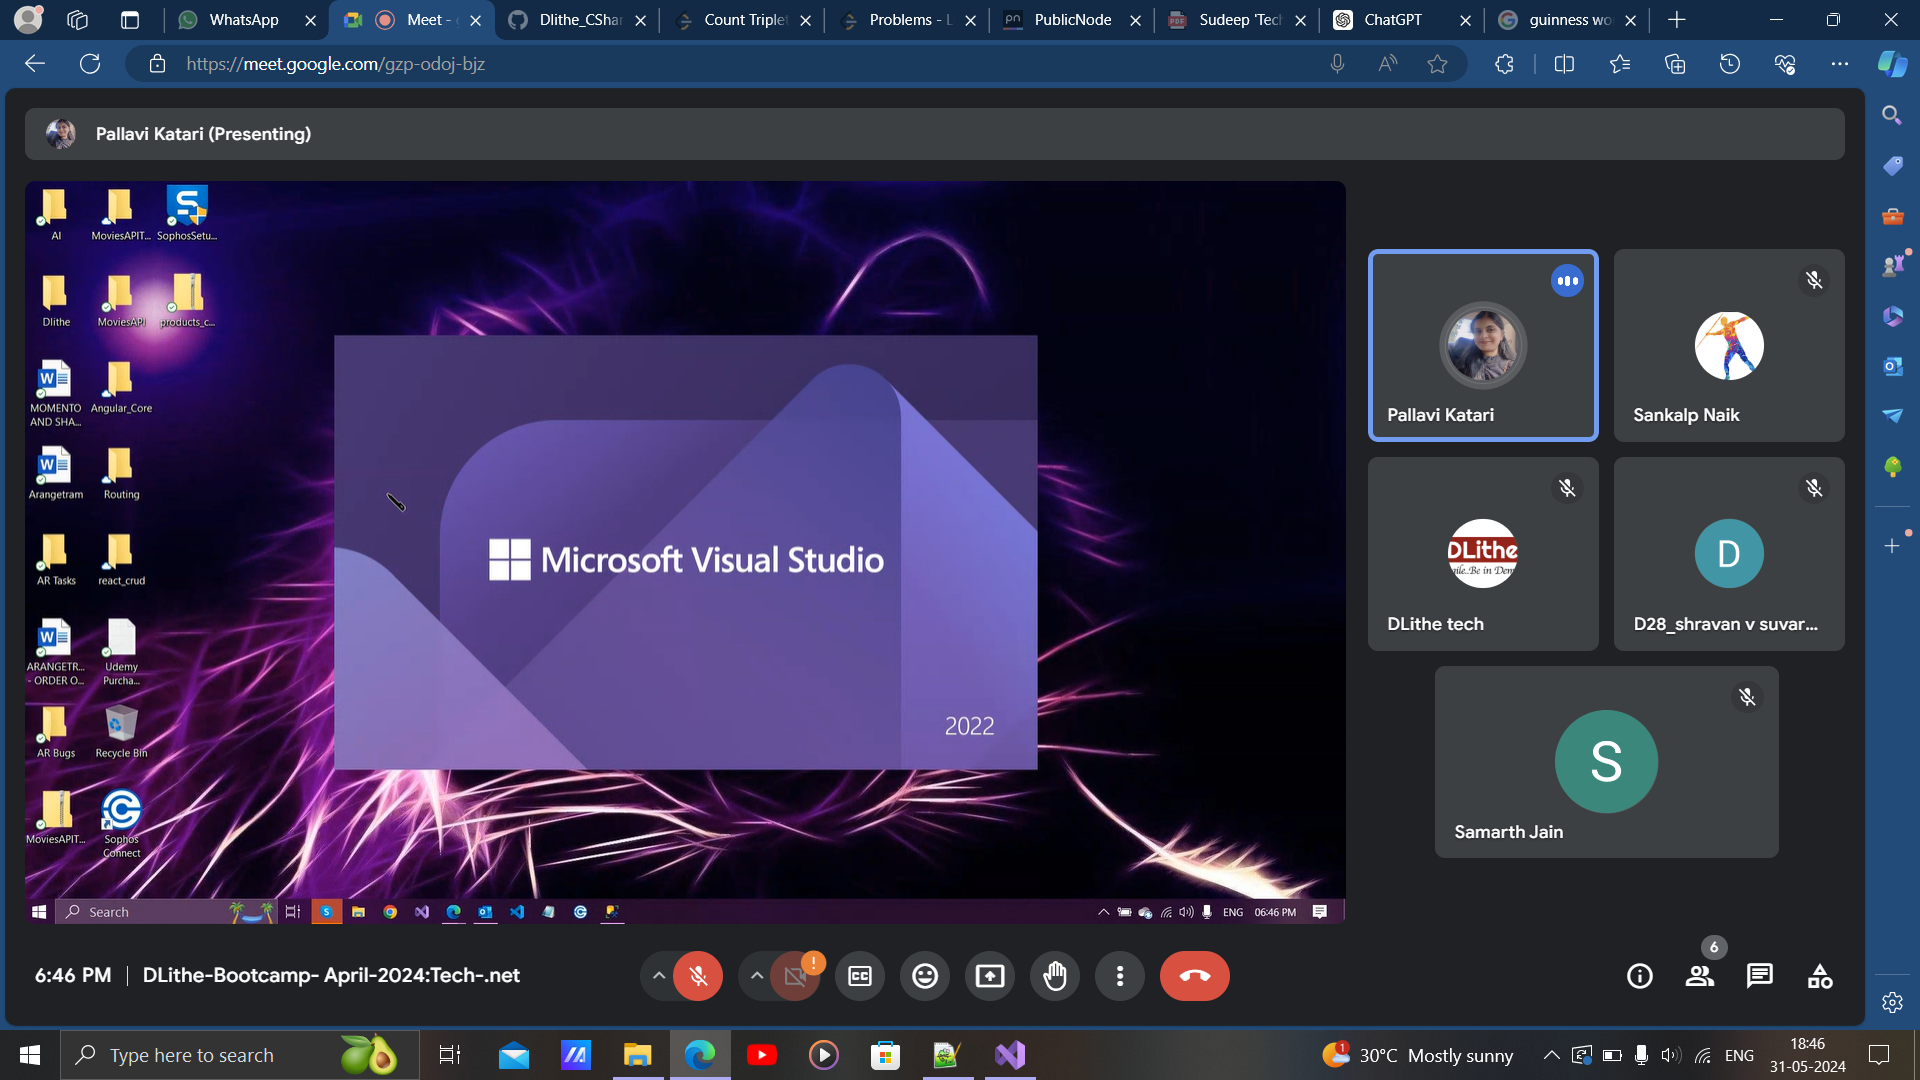 WhatsApp
Meet -
Dlithe_CShar
Count Triplet
Problems - L
PublicNode
Sudeep 'Tech
ChatGPT
guinness wo
https://meet.google.com/gzp-odoj-bjz
Pallavi Katari (Presenting)
AI
MoviesAPIT...
SophosSetu...
Dlithe
MoviesAPI
products_c...
MOMENTO
AND SHA...
Angular_Core
Arangetram
Routing
AR Tasks
react_crud
ARANGETR...
- ORDER O...
Udemy
Purcha...
AR Bugs
Recycle Bin
MoviesAPIT...
Sophos
Connect
Microsoft Visual Studio
2022
Search
ENG
06:46 PM
Pallavi Katari
Sankalp Naik
DLithe
DLithe tech
D
D28_shravan v suvar...
S
Samarth Jain
6:46 PM
DLithe-Bootcamp- April-2024:Tech-.net
CC
6
Type here to search
1
30°C Mostly sunny
ENG
18:46
31-05-2024